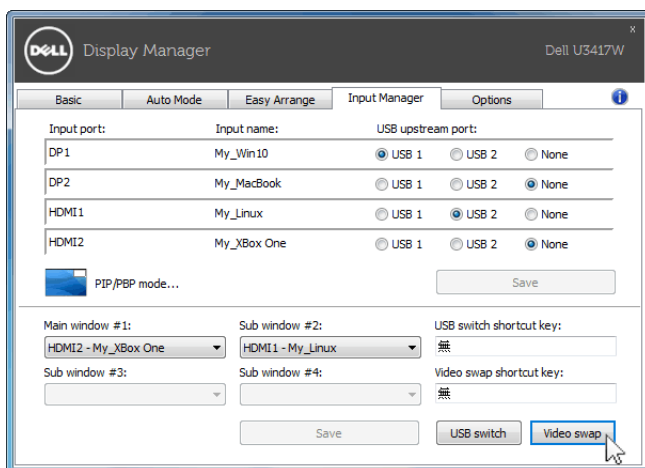 x
DELL Display Manager Dell U3417W
Basic Auto Mode Easy Arrange Input Manager Options i
Input port: Input name: USB upstream port:
DP1 My_Win10 USB 1 USB 2 None
DP2 My_MacBook USB 1 USB 2 None
HDMI1 My_Linux USB 1 USB 2 None
HDMI2 My_XBox One USB 1 USB 2 None
PIP/PBP mode... Save
Main window #1: Sub window #2: USB switch shortcut key:
HDMI2 - My_XBox One HDMI1 - My_Linux 無
Sub window #3: Sub window #4: Video swap shortcut key:
無
Save USB switch Video swap